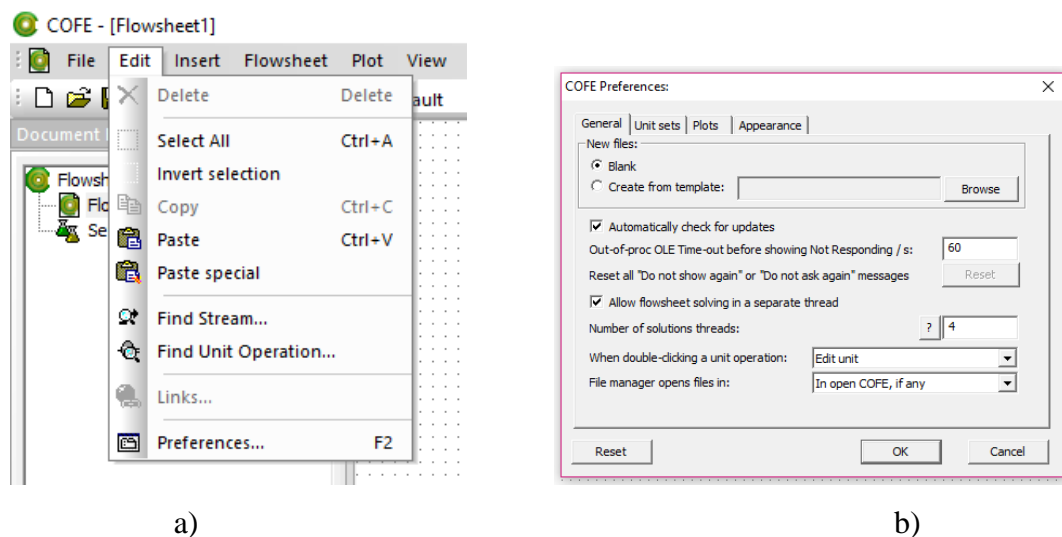 COFE - [Flowsheet1]
File Edit Insert Flowsheet Plot View
ault
Document
Delete Delete
Select All Ctrl+A
Invert selection
Flowsh
Flo
Copy Ctrl+C
Se
Paste Ctrl+V
Paste special
Find Stream...
Find Unit Operation...
Links...
Preferences... F2
a)
COFE Preferences:
General Unit sets Plots Appearance
New files:
Blank
Create from template: Browse
Automatically check for updates
Out-of-proc OLE Time-out before showing Not Responding / s: 60
Reset all "Do not show again" or "Do not ask again" messages Reset
Allow flowsheet solving in a separate thread
Number of solutions threads: ? 4
When double-clicking a unit operation: Edit unit
File manager opens files in: In open COFE, if any
Reset OK Cancel
b)